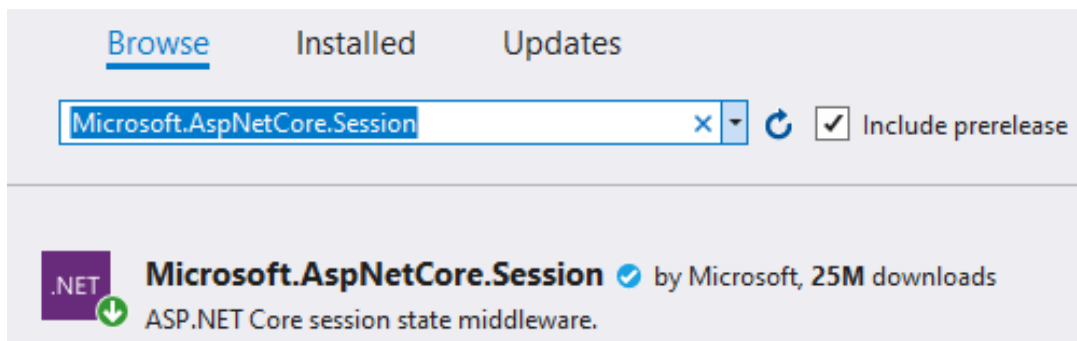 Browse Installed Updates
Microsoft.AspNetCore.Session Include prerelease
.NET Microsoft.AspNetCore.Session by Microsoft, 25M downloads
ASP.NET Core session state middleware.